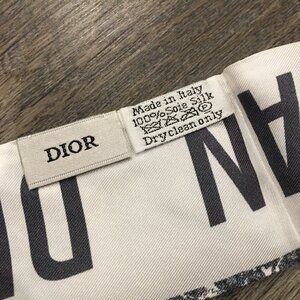 DIOR
Made in Italy
100% Soie Silk
Dry clean only